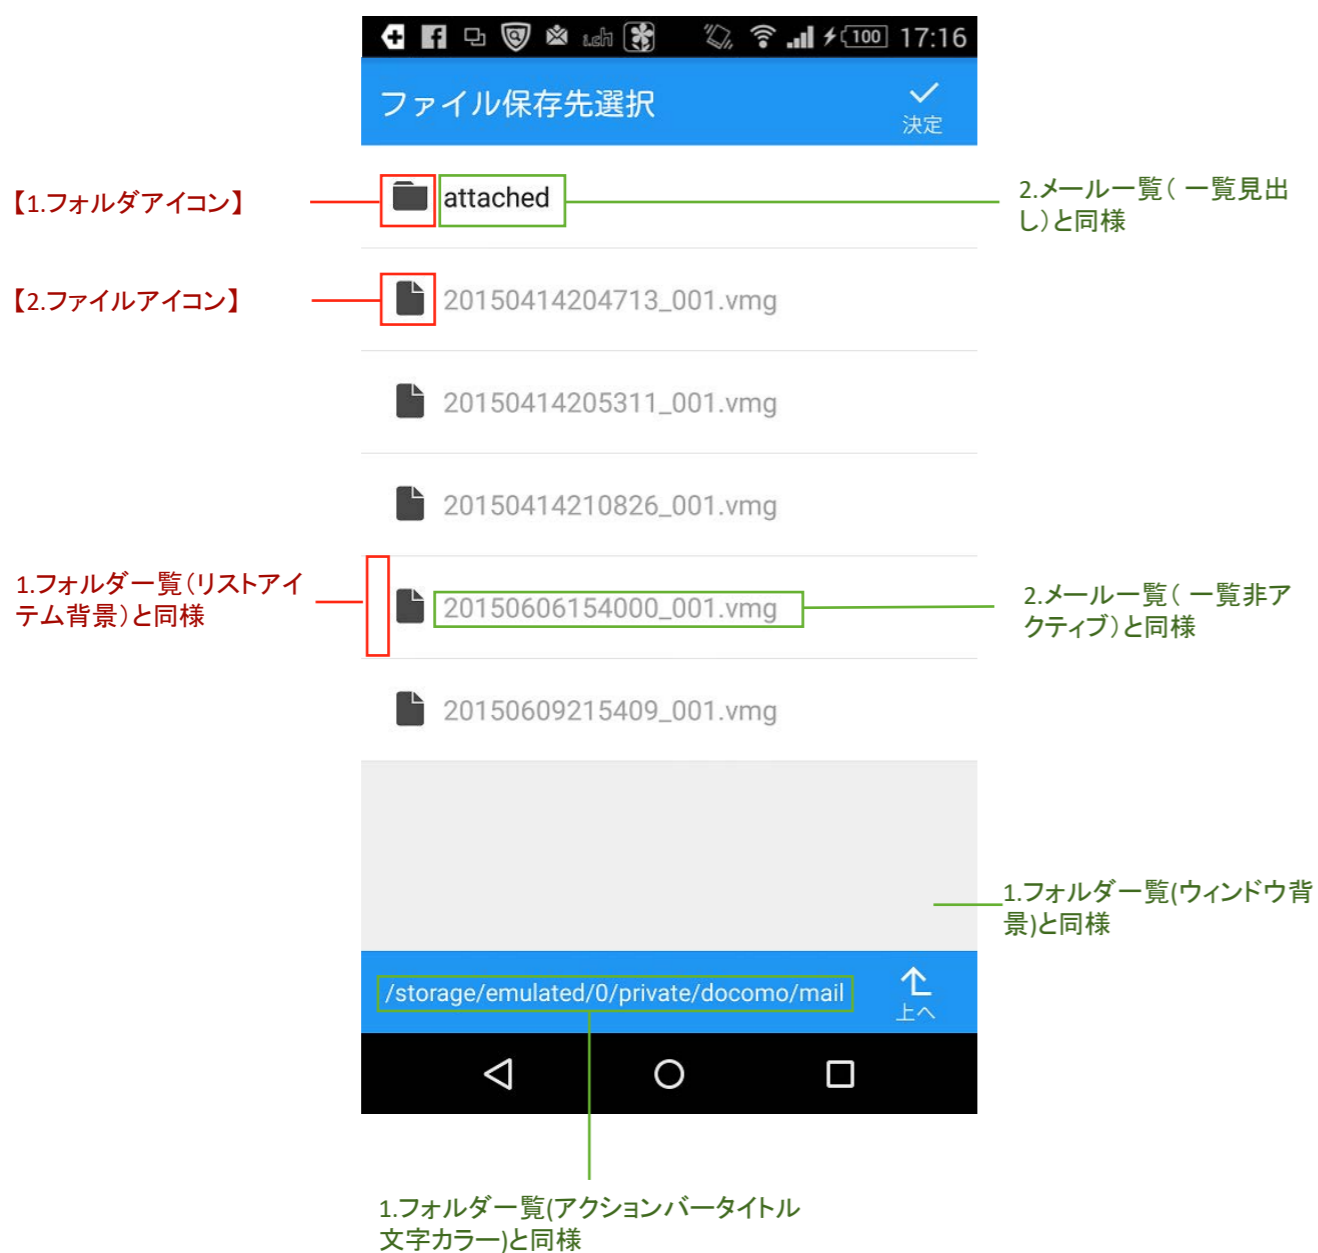 100 17:16
ファイル保存先選択
決定
【1.フォルダアイコン】
attached
2.メール一覧( 一覧見出
し)と同様
【2.ファイルアイコン】
20150414204713_001.vmg
20150414205311_001.vmg
20150414210826_001.vmg
1.フォルダ一覧(リストアイ
テム背景)と同様
20150606154000_001.vmg
2.メール一覧( 一覧非ア
クティブ)と同様
20150609215409_001.vmg
1.フォルダ一覧(ウィンドウ背
景)と同様
/storage/emulated/0/private/docomo/mail
上へ
1.フォルダ一覧(アクションバータイトル
文字カラー)と同様